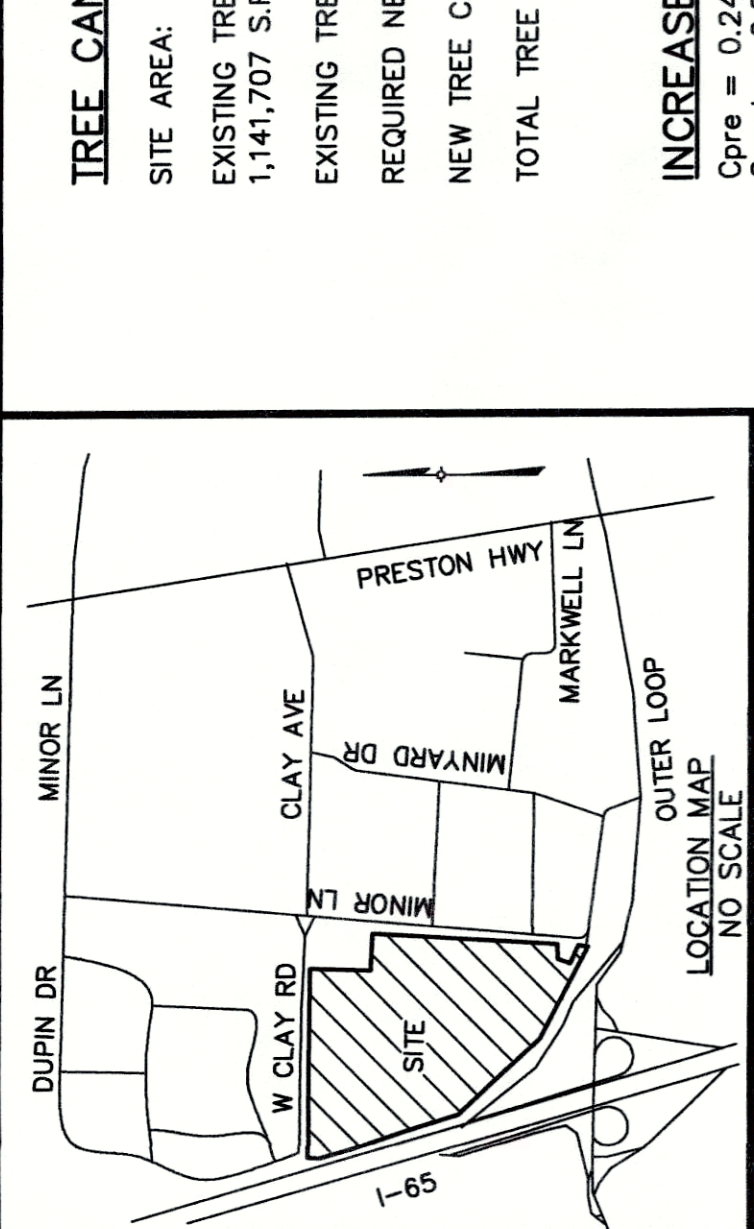 TREE CAN
SITE AREA:
EXISTING TRE
1,141,707 S.F
EXISTING TRE
REQUIRED NE
NEW TREE C
TOTAL TREE
INCREASE
Cpre = 0.24
DUPIN DR
MINOR LN
W CLAY RD
CLAY AVE
MINOR LN
MINYARD DR
PRESTON HWY
MARKWELL LN
SITE
I-65
OUTER LOOP
LOCATION MAP
NO SCALE